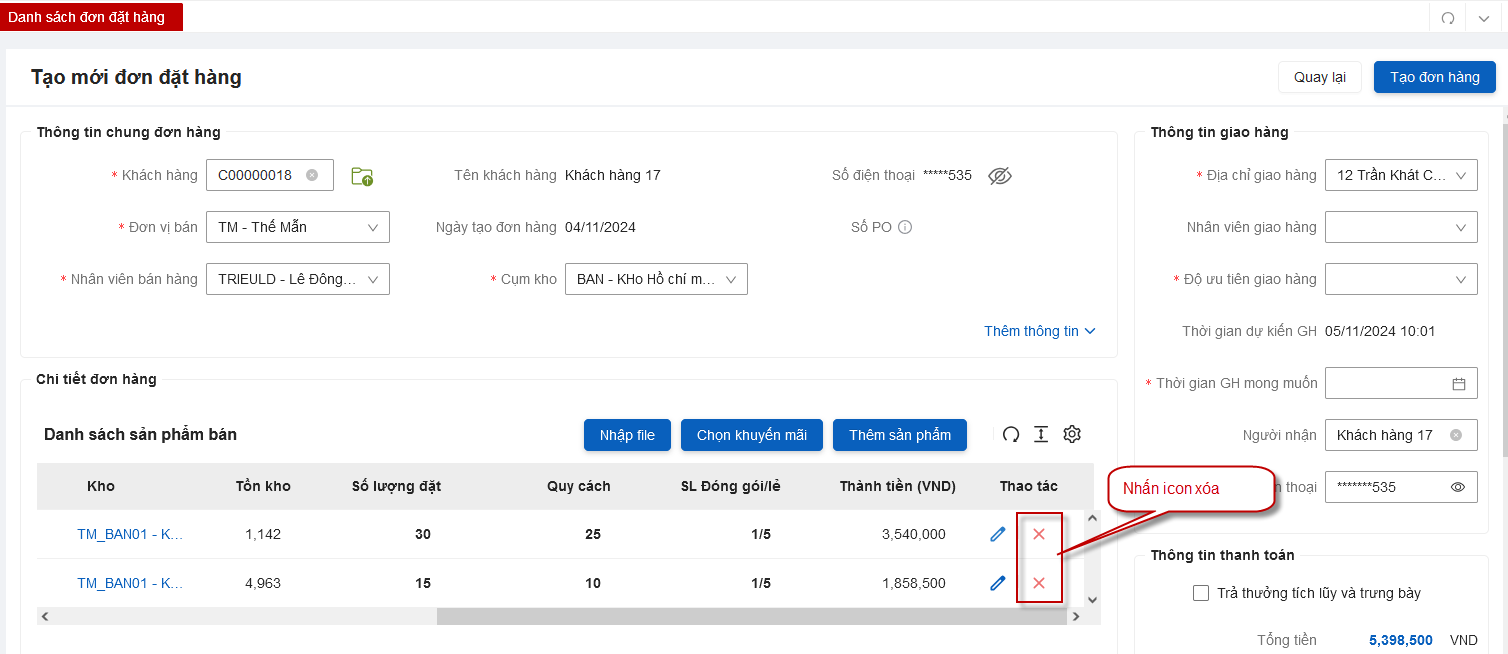 Danh sách đơn đặt hàng
Tạo mới đơn đặt hàng
Quay lại
Tạo đơn hàng
Thông tin chung đơn hàng
* Khách hàng C00000018
Tên khách hàng Khách hàng 17
Số điện thoại *****535
* Đơn vị bán TM - Thế Mẫn
Ngày tạo đơn hàng 04/11/2024
Số PO
* Nhân viên bán hàng TRIEULD - Lê Đông...
* Cụm kho BAN - KHo Hồ chí m...
Thêm thông tin
Chi tiết đơn hàng
Danh sách sản phẩm bán
Nhập file
Chọn khuyến mãi
Thêm sản phẩm
Kho Tồn kho Số lượng đặt Quy cách SL Đóng gói/lẻ Thành tiền (VND) Thao tác
TM_BAN01 - K... 1,142 30 25 1/5 3,540,000
TM_BAN01 - K... 4,963 15 10 1/5 1,858,500
Nhấn icon xóa
Thông tin giao hàng
* Địa chỉ giao hàng 12 Trần Khát C...
Nhân viên giao hàng
* Độ ưu tiên giao hàng
Thời gian dự kiến GH 05/11/2024 10:01
* Thời gian GH mong muốn
Người nhận Khách hàng 17
thoại *******535
Thông tin thanh toán
Trả thưởng tích lũy và trưng bày
Tổng tiền 5,398,500 VND